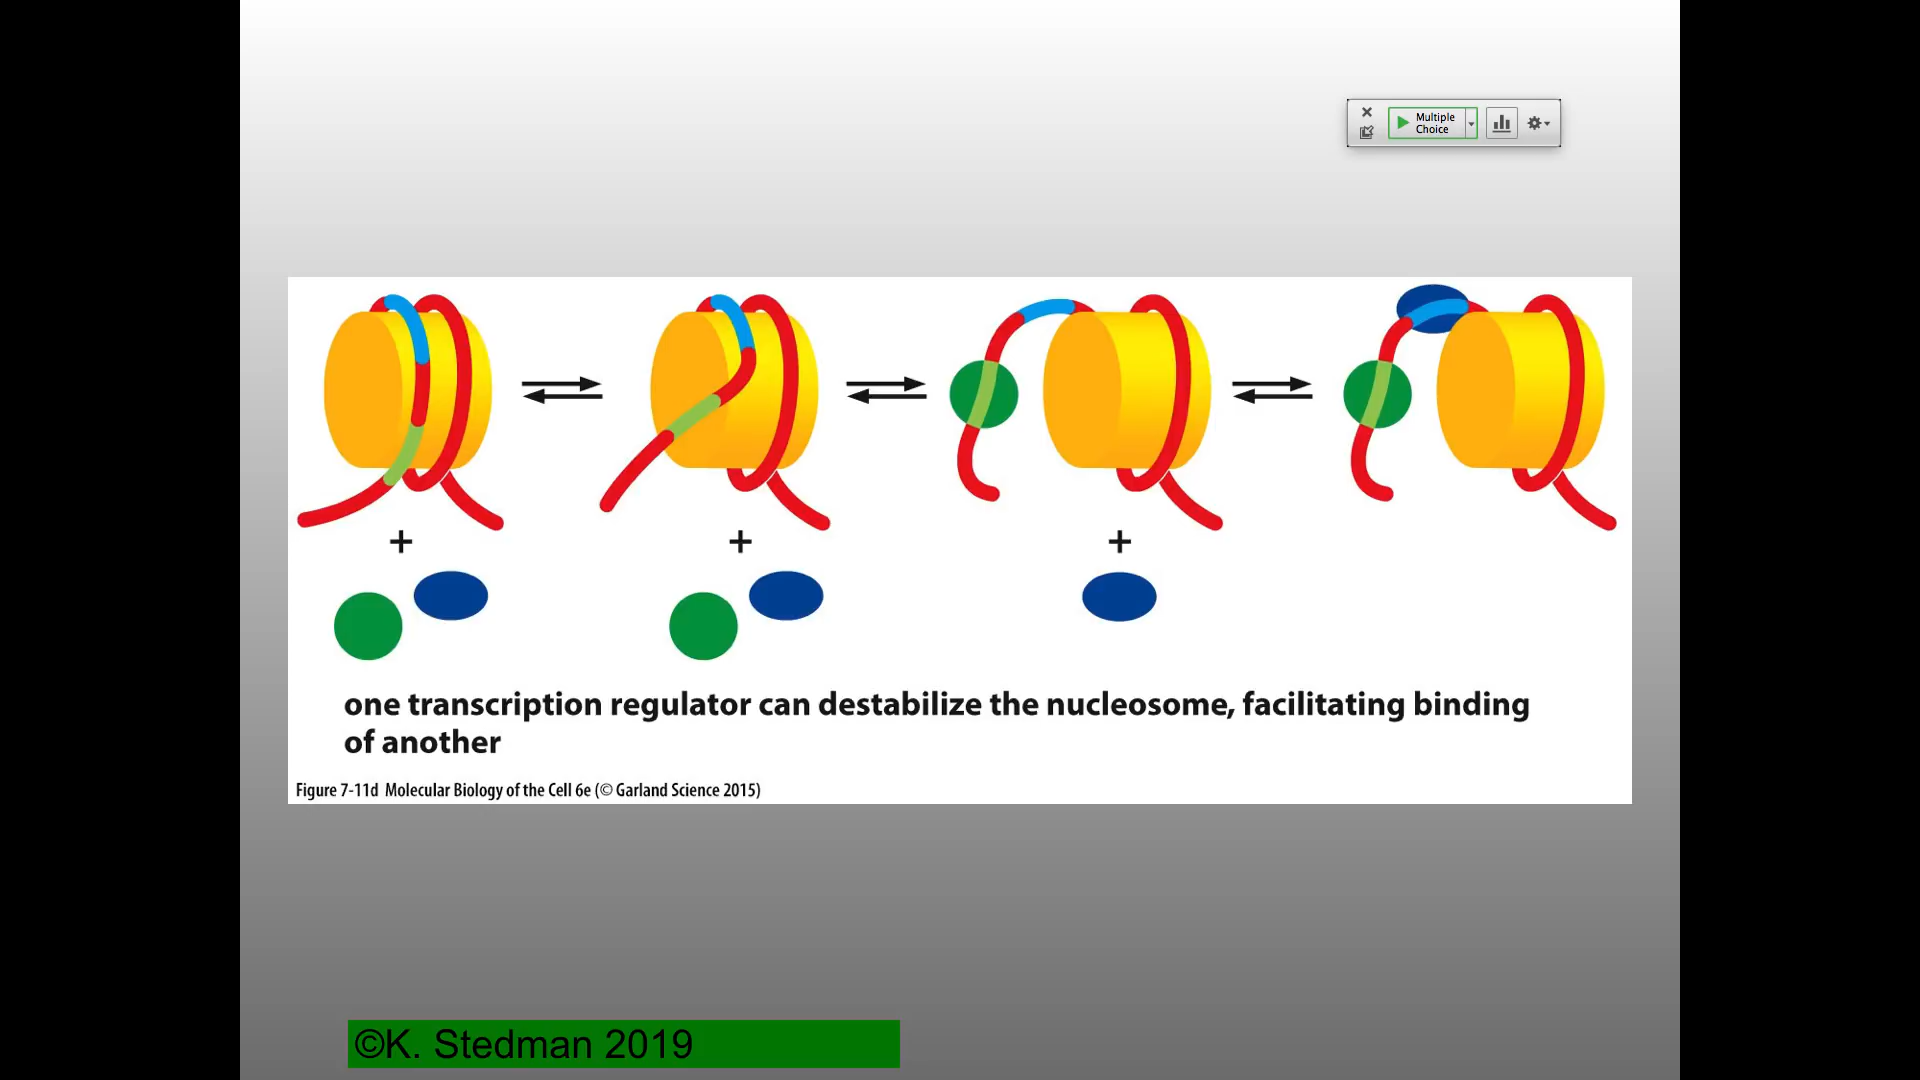 Multiple
Choice
+
+
+
one transcription regulator can destabilize the nucleosome, facilitating binding
of another
Figure 7-11d Molecular Biology of the Cell 6e (© Garland Science 2015)
©K. Stedman 2019